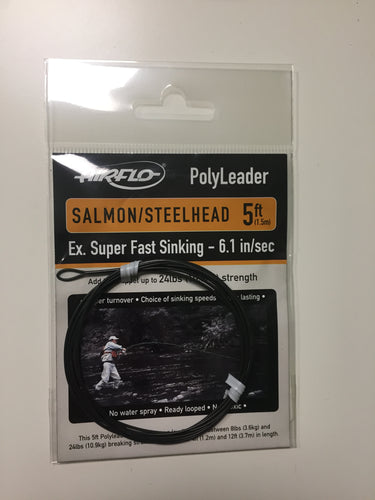 AIRFLO PolyLeader
SALMON/STEELHEAD 5ft
(1.5m)
Ex. Super Fast Sinking – 6.1 in/sec
Add up to 24lbs strength
turnover • Choice of sinking speeds lasting •
No water spray • Ready looped •
This 5ft 8lbs (3.6kg) and
24lbs (10.9kg) breaking (1.2m) and 12ft (3.7m) in length